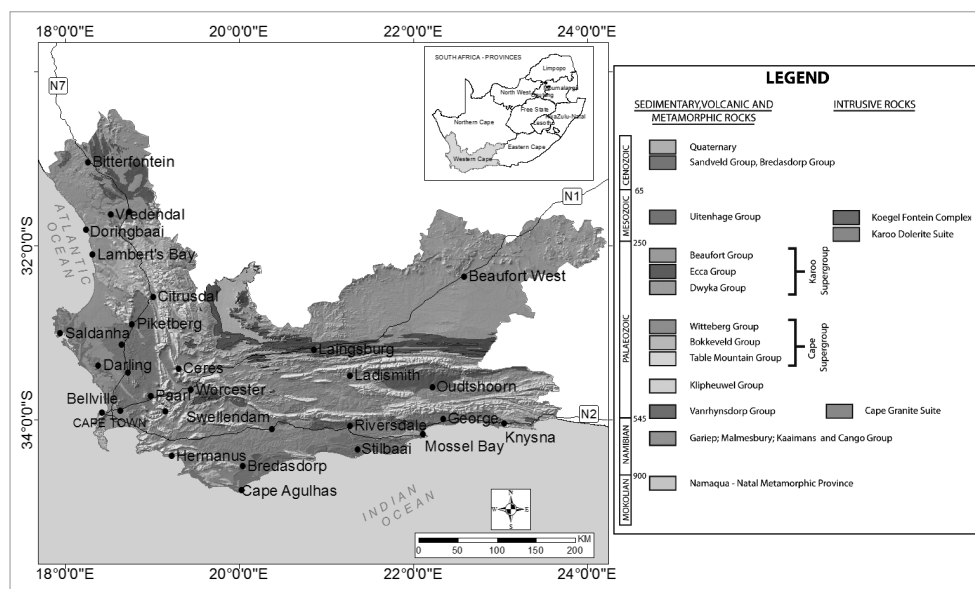 18°0'0"E
20°0'0"E
22°0'0"E
24°0'0"E
N7
SOUTH AFRICA - PROVINCES
Limpopo
North West
Free State
Lesotho
Northern Cape
Eastern Cape
Western Cape
N1
Bitterfontein
Vredendal
Doringbaai
Lambert's Bay
ATLANTIC
OCEAN
32°0'0"S
32°0'0"S
Beaufort West
Citrusdal
Piketberg
Saldanha
Laingsburg
Darling
Ceres
Ladismith
Oudtshoorn
Worcester
Paarl
Bellville
CAPE TOWN
Swellendam
Riversdale
George
N2
Knysna
34°0'0"S
34°0'0"S
Mossel Bay
Stilbaai
Hermanus
Bredasdorp
Cape Agulhas
INDIAN
OCEAN
N
W E
S
KM
0 50 100 150 200
18°0'0"E
20°0'0"E
22°0'0"E
24°0'0"E
LEGEND
SEDIMENTARY,VOLCANIC AND
METAMORPHIC ROCKS
INTRUSIVE ROCKS
CENOZOIC
Quaternary
Sandveld Group, Bredasdorp Group
65
MESOZOIC
Uitenhage Group
Koegel Fontein Complex
Karoo Dolerite Suite
250
PALAEOZOIC
Beaufort Group
Ecca Group
Dwyka Group
Karoo
Supergroup
Witteberg Group
Bokkeveld Group
Table Mountain Group
Cape
Supergroup
Klipheuwel Group
Vanrhynsdorp Group
Cape Granite Suite
545
NAMIBIAN
Gariep; Malmesbury; Kaaimans and Cango Group
900
MOKOLIAN
Namaqua - Natal Metamorphic Province